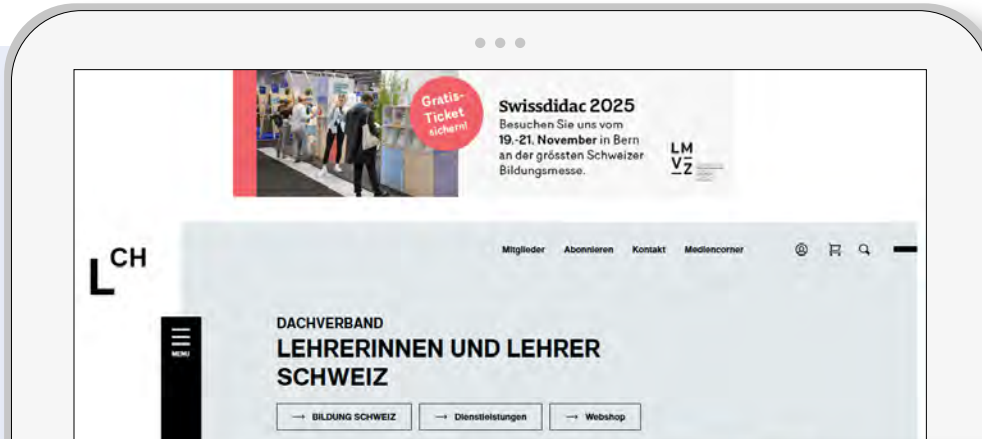 Gratis-
Ticket
sichern!
Swissdidac 2025
Besuchen Sie uns vom
19.-21. November in Bern
an der grössten Schweizer
Bildungsmesse.
LM
VZ
LCH
Mitglieder Abonnieren Kontakt Mediencorner
MENU
DACHVERBAND
LEHRERINNEN UND LEHRER
SCHWEIZ
→ BILDUNG SCHWEIZ → Dienstleistungen → Webshop